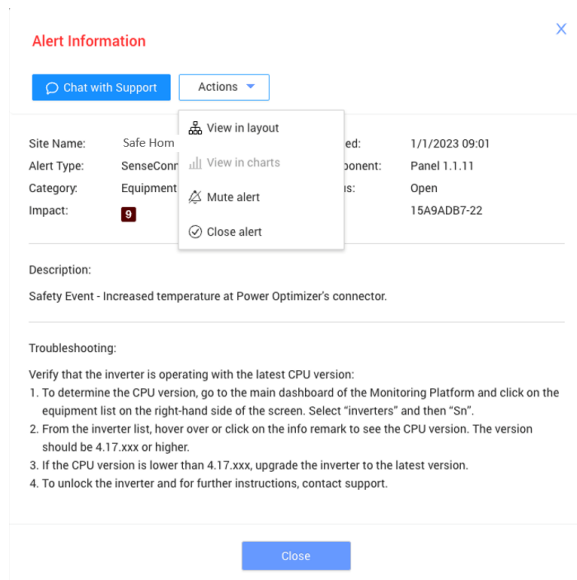 Alert Information
X
Chat with Support
Actions
View in layout
View in charts
Mute alert
Close alert
Site Name: Safe Hom ed: 1/1/2023 09:01
Alert Type: SenseConn ponent: Panel 1.1.11
Category: Equipment is: Open
Impact: 9 15A9ADB7-22
Description:
Safety Event - Increased temperature at Power Optimizer's connector.
Troubleshooting:
Verify that the inverter is operating with the latest CPU version:
1. To determine the CPU version, go to the main dashboard of the Monitoring Platform and click on the
equipment list on the right-hand side of the screen. Select "inverters" and then "Sn".
2. From the inverter list, hover over or click on the info remark to see the CPU version. The version
should be 4.17.xxx or higher.
3. If the CPU version is lower than 4.17.xxx, upgrade the inverter to the latest version.
4. To unlock the inverter and for further instructions, contact support.
Close